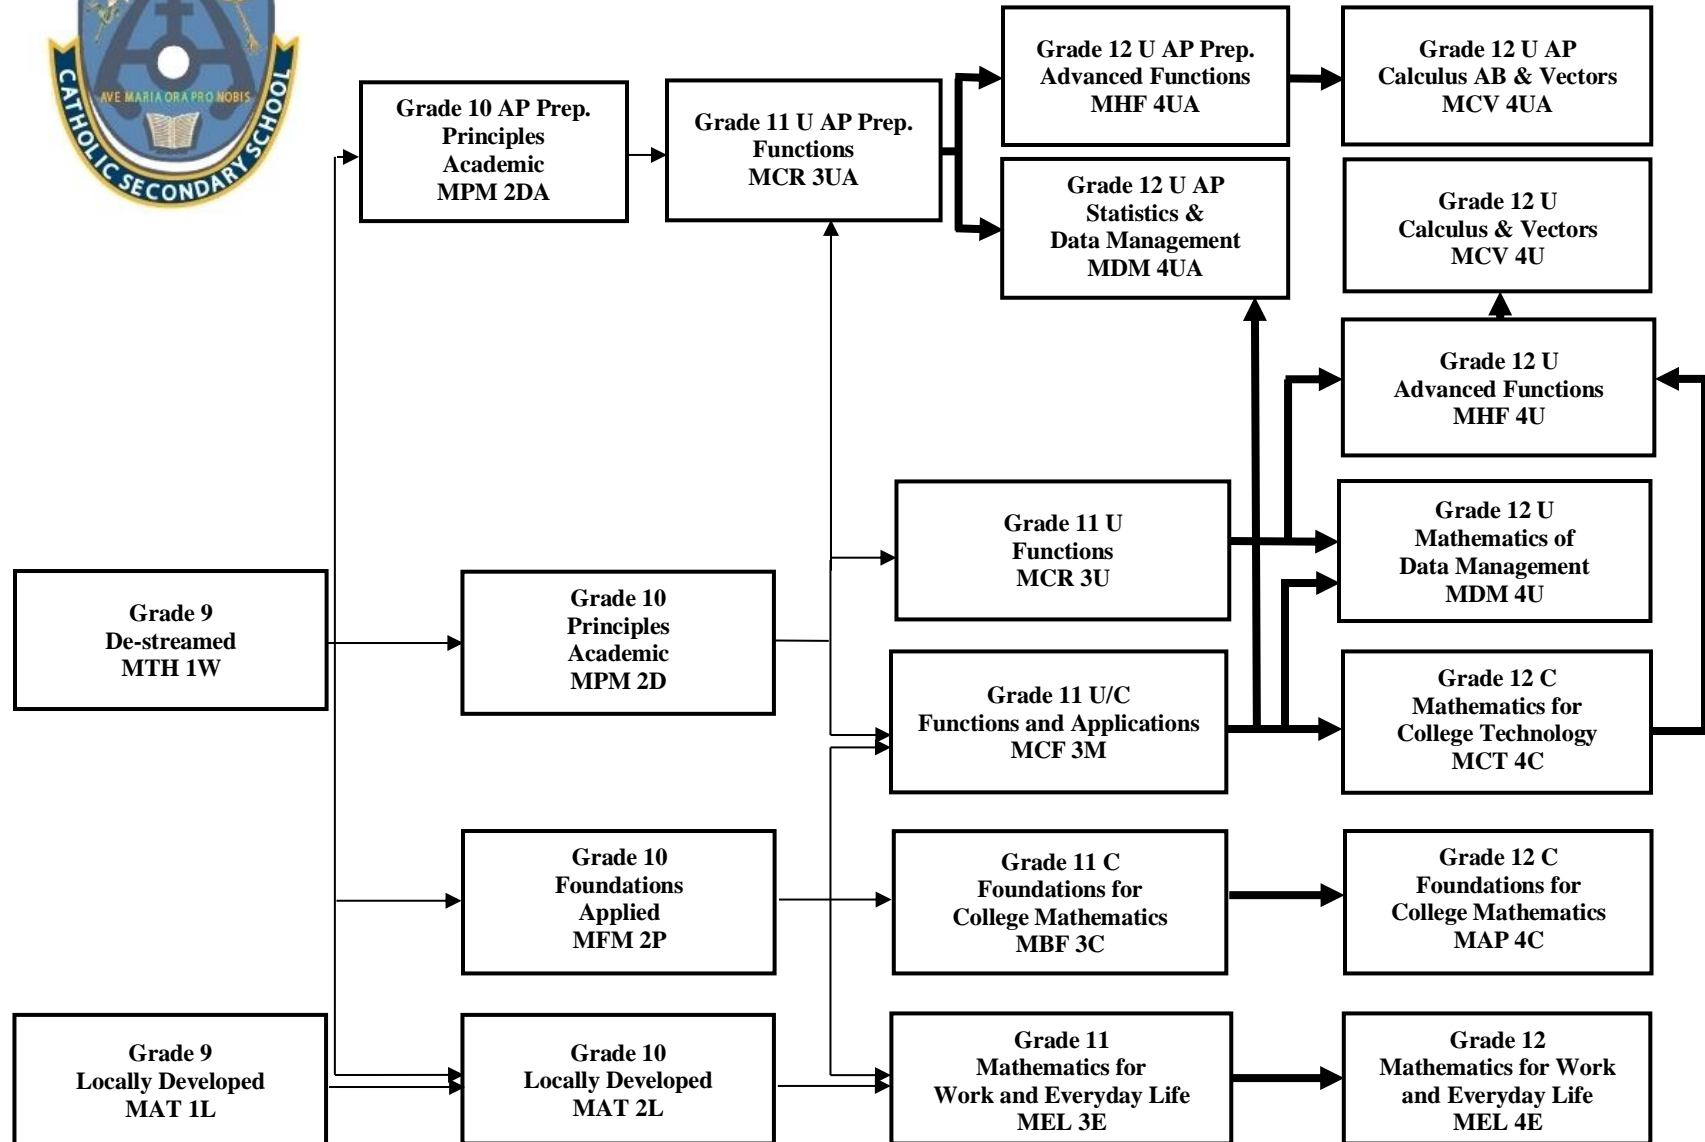 AVE MARIA ORA PRO NOBIS
CATHOLIC SECONDARY SCHOOL
Grade 10 AP Prep.
Principles
Academic
MPM 2DA
Grade 11 U AP Prep.
Functions
MCR 3UA
Grade 12 U AP Prep.
Advanced Functions
MHF 4UA
Grade 12 U AP
Calculus AB & Vectors
MCV 4UA
Grade 12 U AP
Statistics &
Data Management
MDM 4UA
Grade 12 U
Calculus & Vectors
MCV 4U
Grade 12 U
Advanced Functions
MHF 4U
Grade 11 U
Functions
MCR 3U
Grade 12 U
Mathematics of
Data Management
MDM 4U
Grade 9
De-streamed
MTH 1W
Grade 10
Principles
Academic
MPM 2D
Grade 11 U/C
Functions and Applications
MCF 3M
Grade 12 C
Mathematics for
College Technology
MCT 4C
Grade 10
Foundations
Applied
MFM 2P
Grade 11 C
Foundations for
College Mathematics
MBF 3C
Grade 12 C
Foundations for
College Mathematics
MAP 4C
Grade 9
Locally Developed
MAT 1L
Grade 10
Locally Developed
MAT 2L
Grade 11
Mathematics for
Work and Everyday Life
MEL 3E
Grade 12
Mathematics for Work
and Everyday Life
MEL 4E